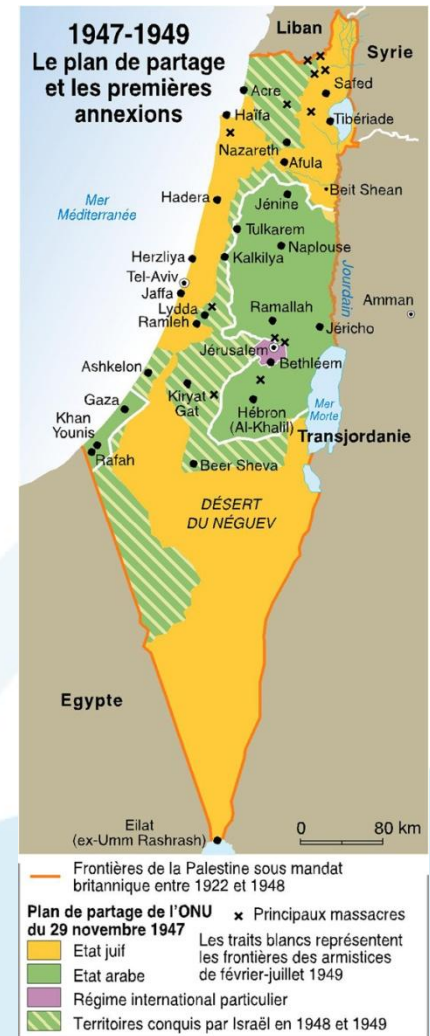 1947-1949
Le plan de partage
et les premières
annexions
Liban
Syrie
Acre
Safed
Haïfa
Tibériade
Nazareth
Afula
Mer
Méditerranée
Hadera
Beit Shean
Jénine
Tulkarem
Naplouse
Herzliya
Kalkilya
Tel-Aviv
Jourdain
Amman
Jaffa
Lydda
Ramallah
Ramleh
Jéricho
Jérusalem
Ashkelon
Bethléem
Gaza
Kiryat
Gat
Mer
Morte
Khan
Younis
Hébron
(Al-Khalil)
Transjordanie
Rafah
Beer Sheva
DÉSERT
DU NÉGUEV
Egypte
Eilat
(ex-Umm Rashrash)
0 80 km
Frontières de la Palestine sous mandat
britannique entre 1922 et 1948
Plan de partage de l'ONU
du 29 novembre 1947
Etat juif
Etat arabe
Régime international particulier
Territoires conquis par Israël en 1948 et 1949
x Principaux massacres
Les traits blancs représentent
les frontières des armistices
de février-juillet 1949